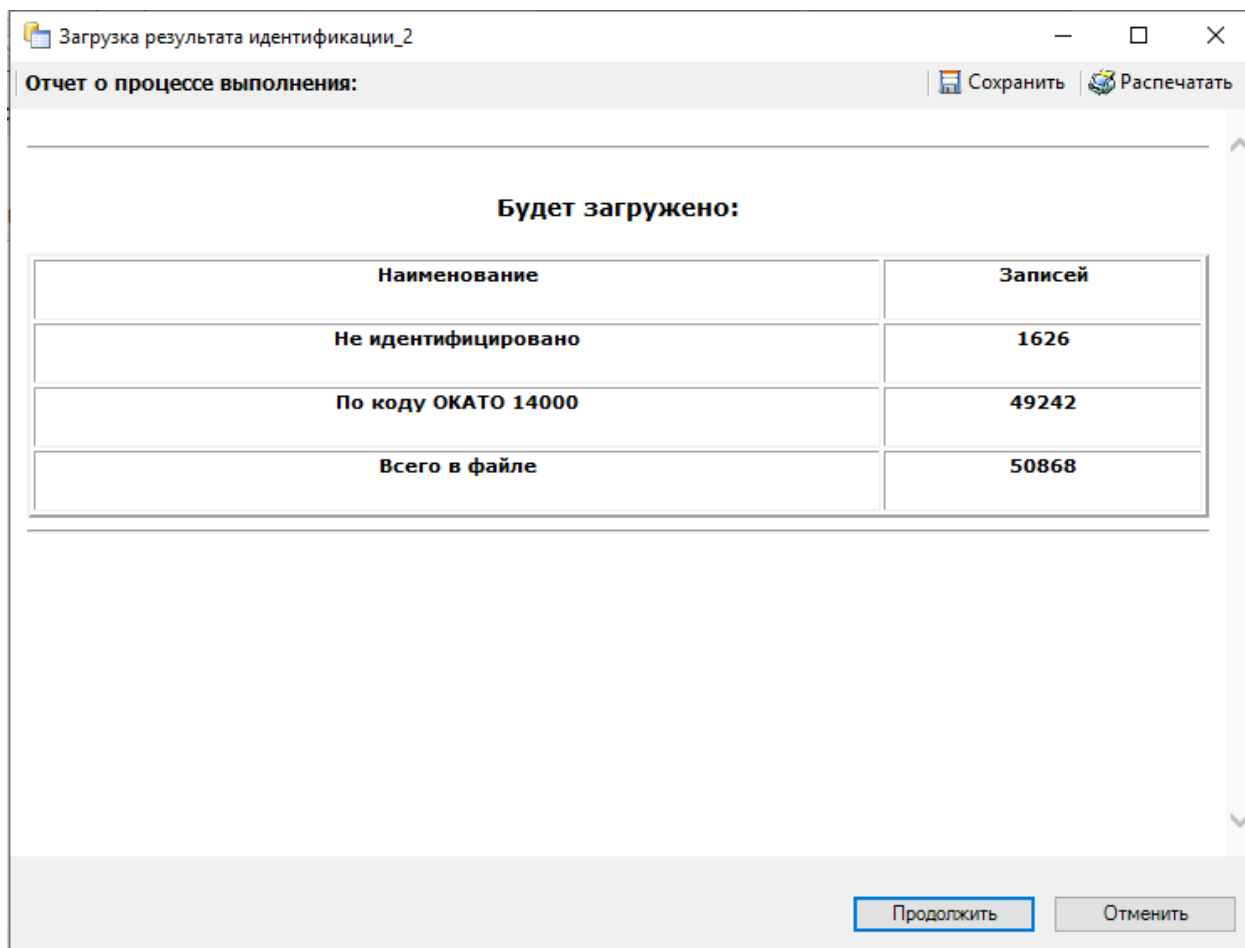 Загрузка результата идентификации_2
Отчет о процессе выполнения: Сохранить Распечатать
Будет загружено:
Наименование Записей
Не идентифицировано 1626
По коду ОКАТО 14000 49242
Всего в файле 50868
Продолжить Отменить